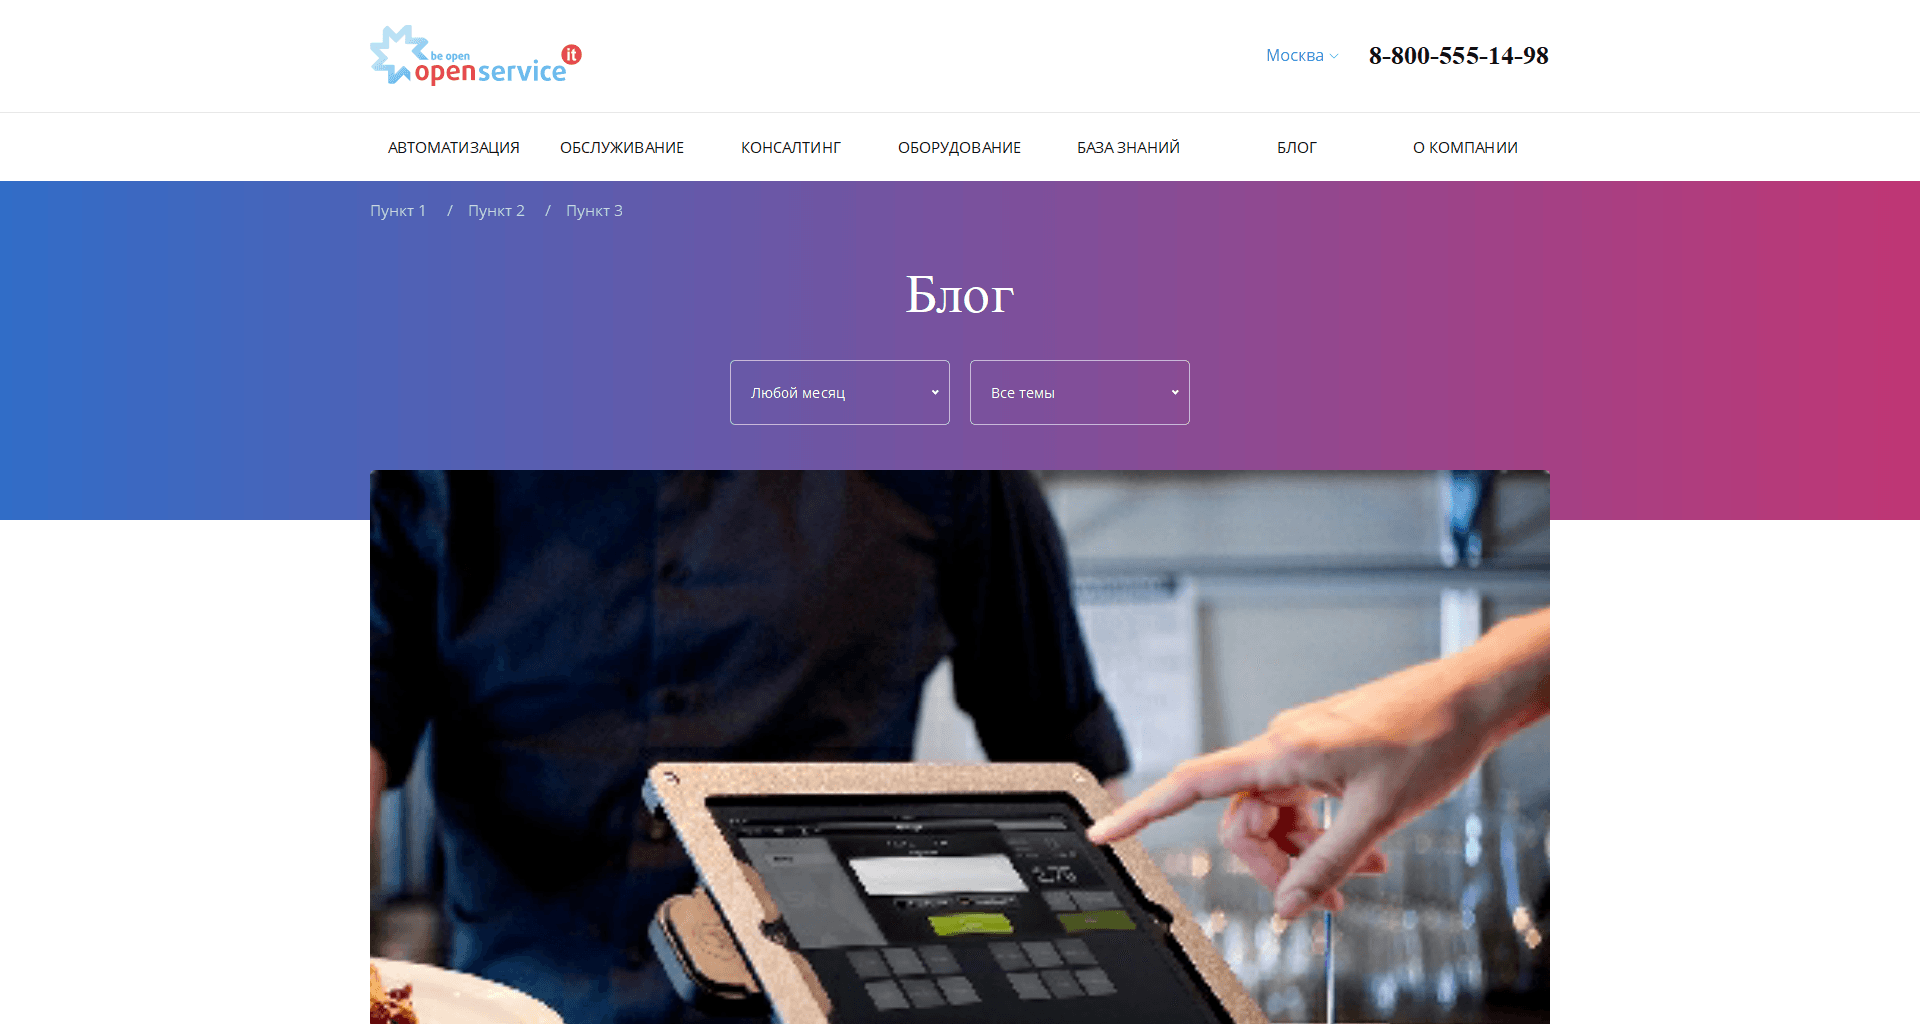 be open
openservice it
Москва
8-800-555-14-98
АВТОМАТИЗАЦИЯ ОБСЛУЖИВАНИЕ КОНСАЛТИНГ ОБОРУДОВАНИЕ БАЗА ЗНАНИЙ БЛОГ О КОМПАНИИ
Пункт 1 / Пункт 2 / Пункт 3
Блог
Любой месяц
Все темы